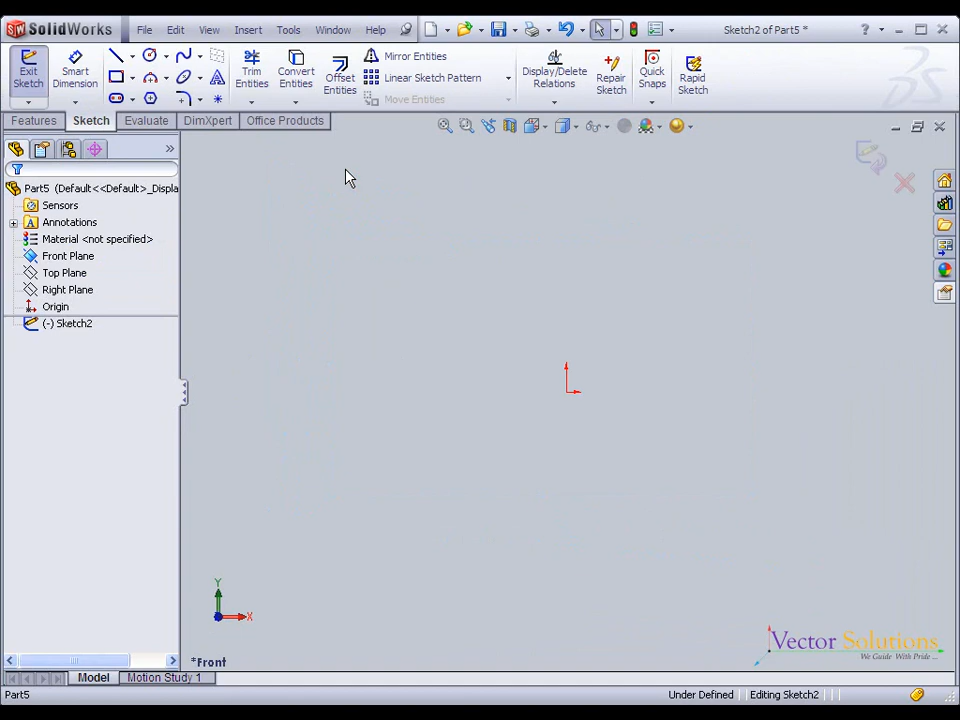 SolidWorks File Edit View Insert Tools Window Help Sketch2 of Part5 *
Exit Sketch
Smart Dimension
Trim Entities
Convert Entities
Offset Entities
Mirror Entities
Linear Sketch Pattern
Move Entities
Display/Delete Relations
Repair Sketch
Quick Snaps
Rapid Sketch
Features Sketch Evaluate DimXpert Office Products
Part5 (Default<<Default>_Displa
Sensors
Annotations
Material <not specified>
Front Plane
Top Plane
Right Plane
Origin
(-) Sketch2
Y
X
*Front
Vector Solutions
We Guide With Pride ...
Model Motion Study 1
Part5 Under Defined Editing Sketch2